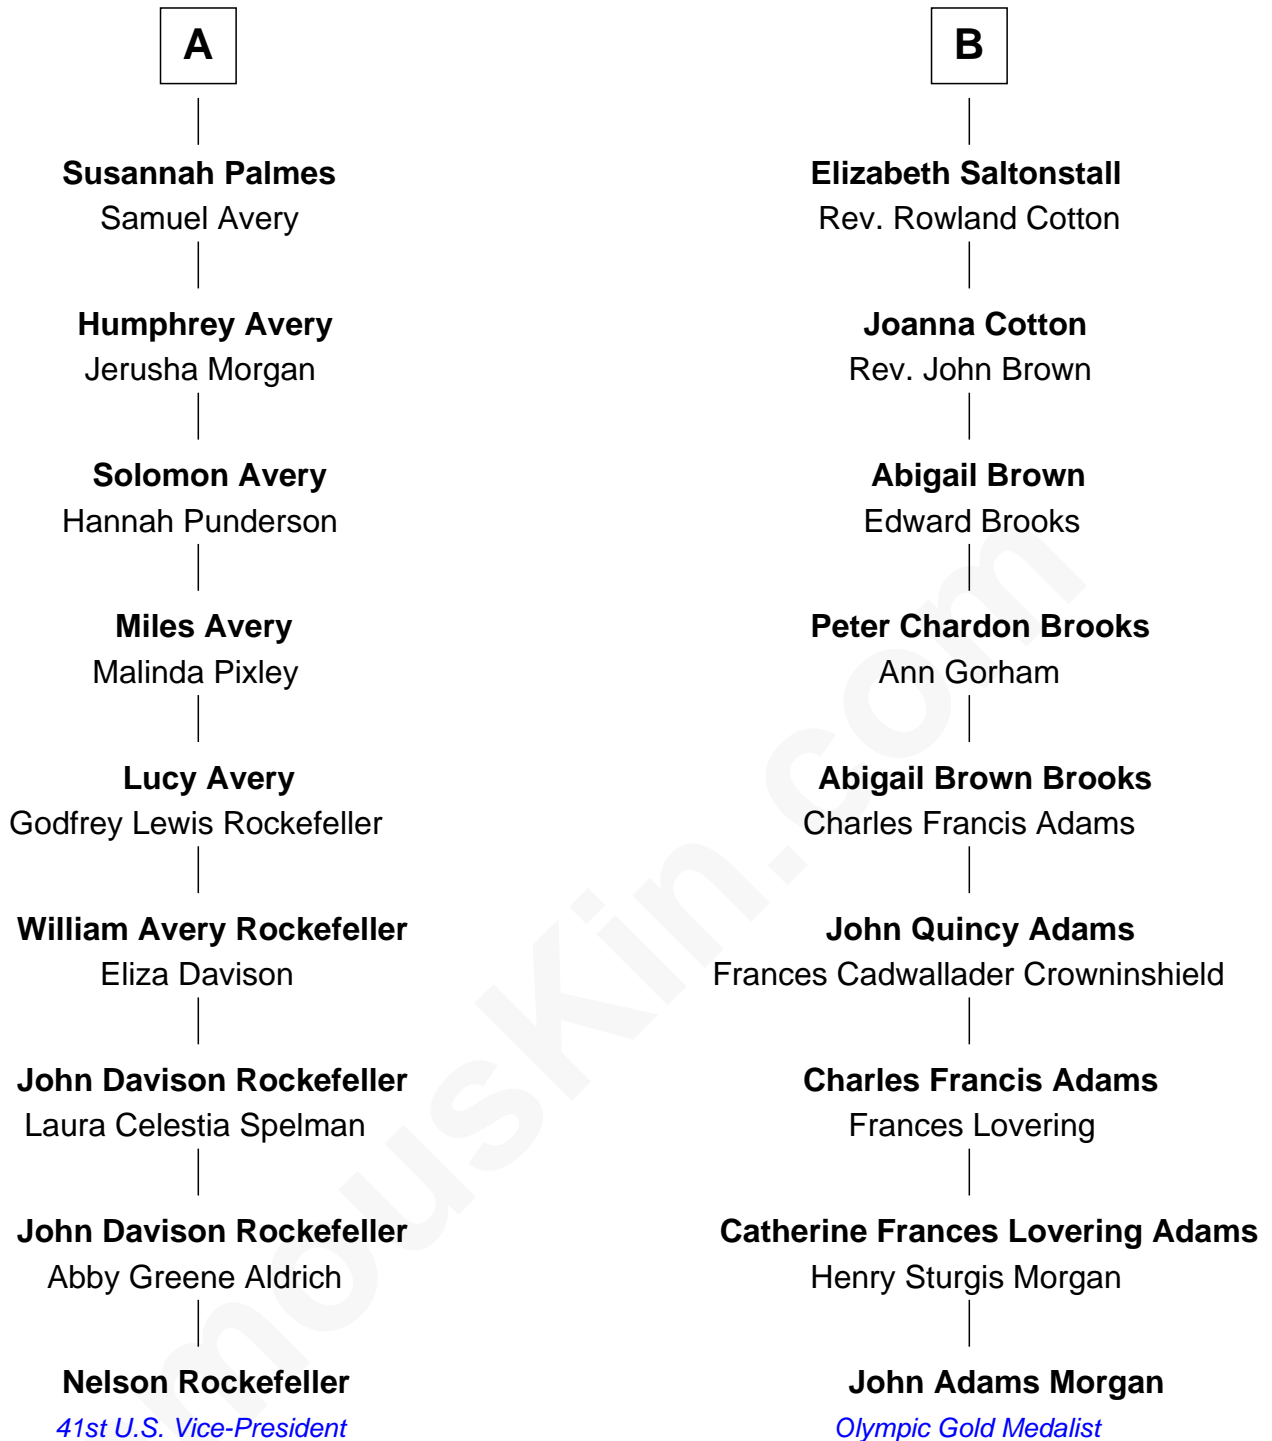 A
Susannah Palmes
Samuel Avery
Humphrey Avery
Jerusha Morgan
Solomon Avery
Hannah Punderson
Miles Avery
Malinda Pixley
Lucy Avery
Godfrey Lewis Rockefeller
William Avery Rockefeller
Eliza Davison
John Davison Rockefeller
Laura Celestia Spelman
John Davison Rockefeller
Abby Greene Aldrich
Nelson Rockefeller
41st U.S. Vice-President
B
Elizabeth Saltonstall
Rev. Rowland Cotton
Joanna Cotton
Rev. John Brown
Abigail Brown
Edward Brooks
Peter Chardon Brooks
Ann Gorham
Abigail Brown Brooks
Charles Francis Adams
John Quincy Adams
Frances Cadwallader Crowninshield
Charles Francis Adams
Frances Lovering
Catherine Frances Lovering Adams
Henry Sturgis Morgan
John Adams Morgan
Olympic Gold Medalist
mousKin.com